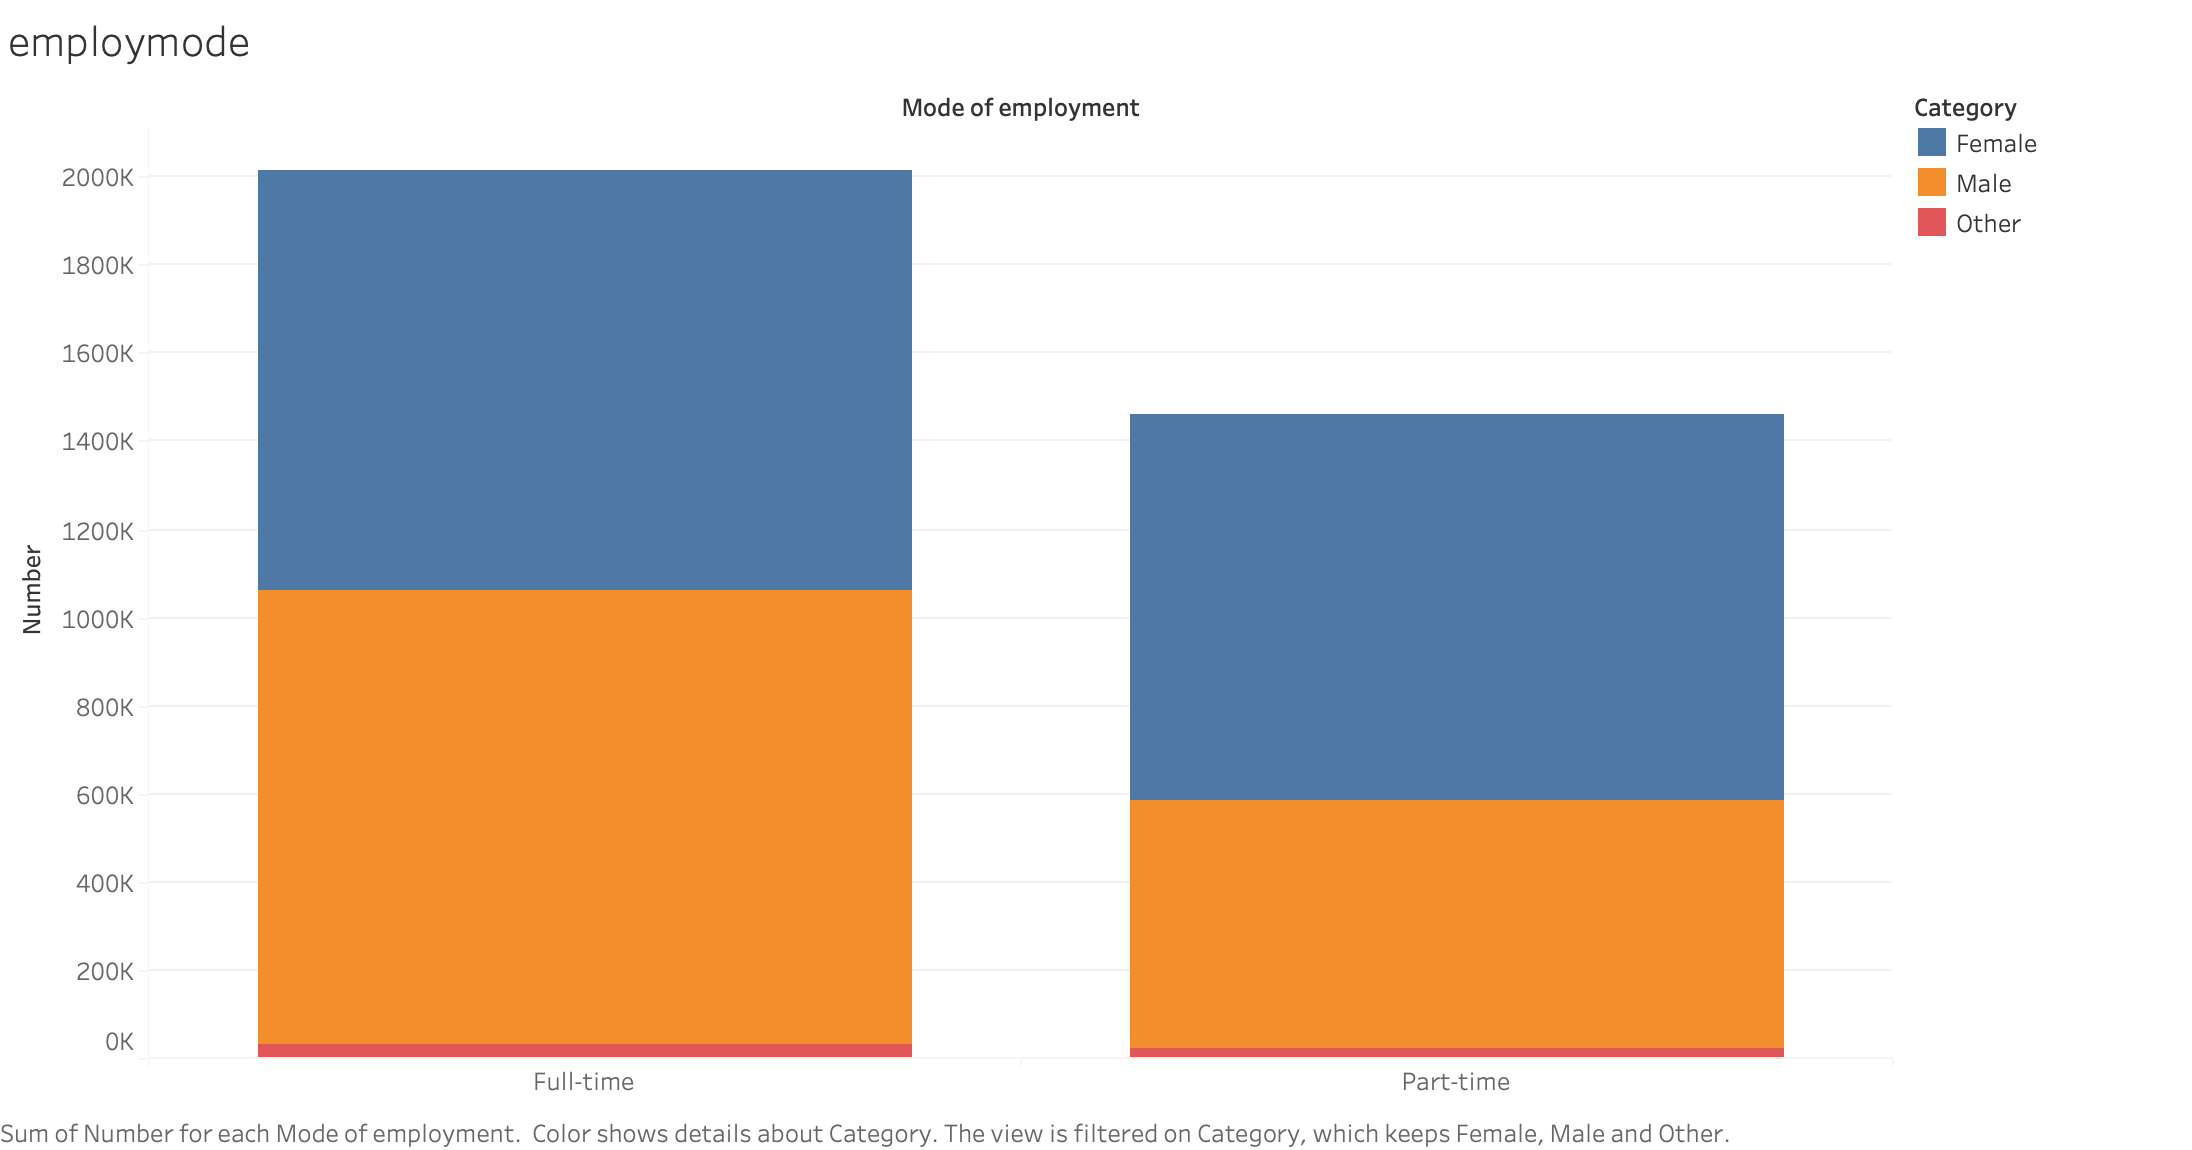 employmode
Mode of employment
Category
Female
Male
Other
Number
2000K
1800K
1600K
1400K
1200K
1000K
800K
600K
400K
200K
0K
Full-time
Part-time
Sum of Number for each Mode of employment.  Color shows details about Category. The view is filtered on Category, which keeps Female, Male and Other.